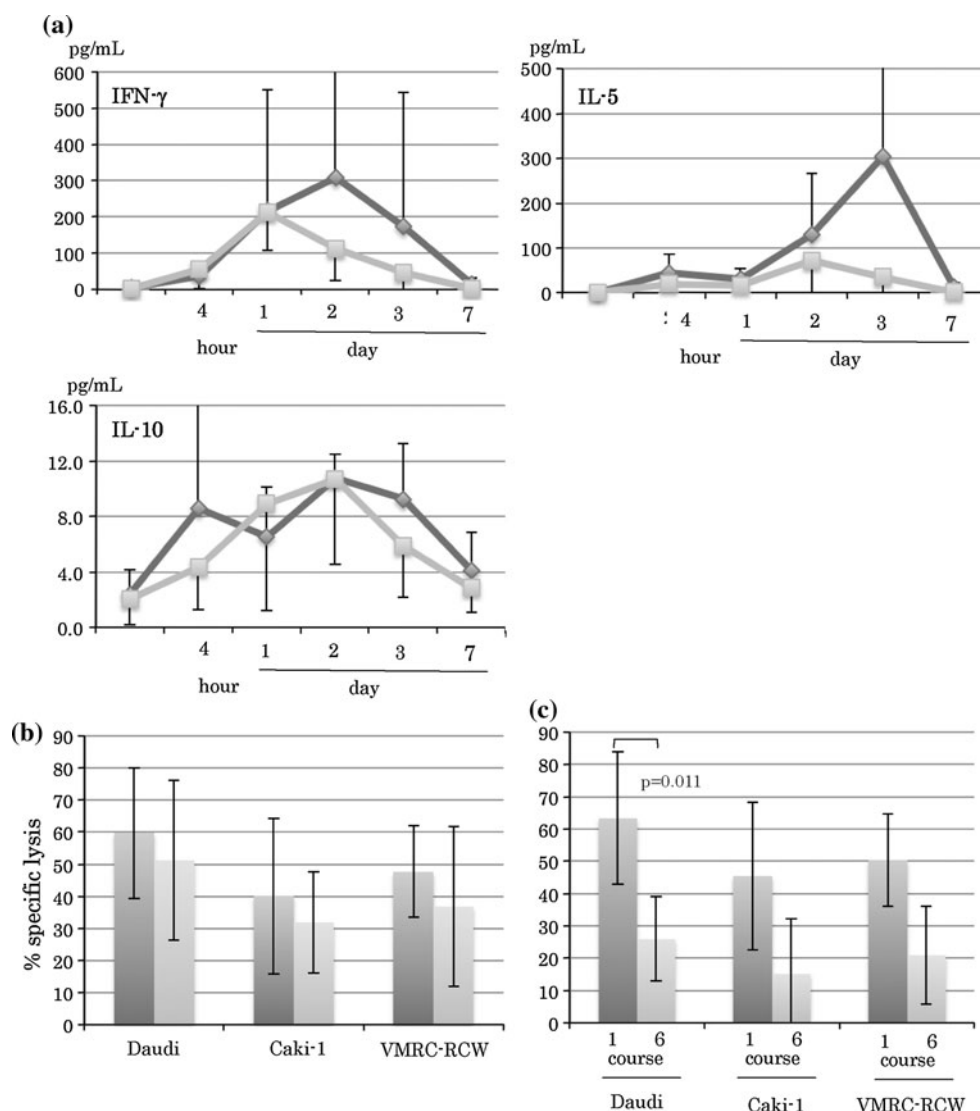 (a)
pg/mL
600
500
400
300
200
100
0
IFN-γ
4 1 2 3 7
hour day
pg/mL
500
400
300
200
100
0
IL-5
: 4 1 2 3 7
hour day
pg/mL
16.0
12.0
8.0
4.0
0.0
IL-10
4 1 2 3 7
hour day
(b)
% specific lysis
90
80
70
60
50
40
30
20
10
0
Daudi Caki-1 VMRC-RCW
(c)
90
80
70
60
50
40
30
20
10
0
p=0.011
1 6 1 6 1 6
course course course
Daudi Caki-1 VMRC-RCW